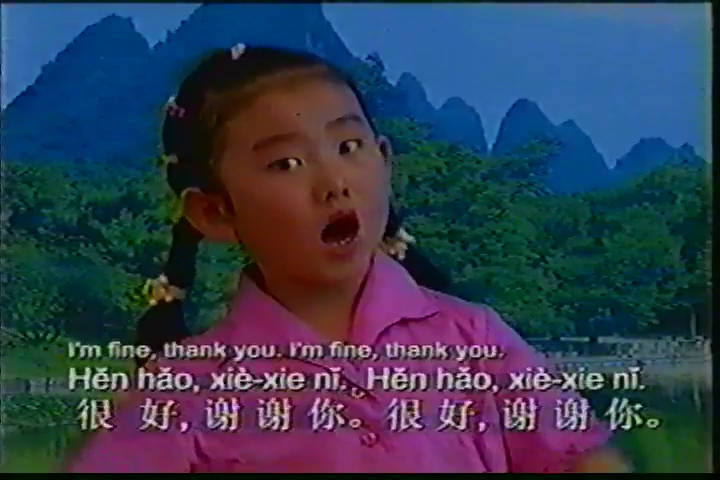 I'm fine, thank you. I'm fine, thank you.
Hěn hǎo, xiè-xie nǐ. Hěn hǎo, xiè-xie nǐ.
很 好, 谢 谢 你。 很 好, 谢 谢 你。